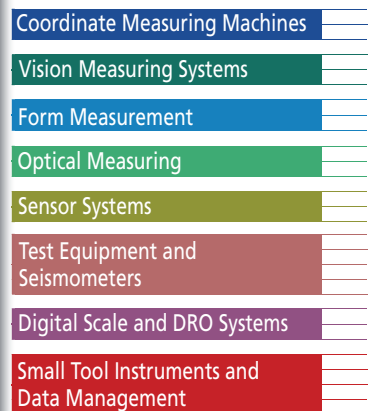 Coordinate Measuring Machines
Vision Measuring Systems
Form Measurement
Optical Measuring
Sensor Systems
Test Equipment and
Seismometers
Digital Scale and DRO Systems
Small Tool Instruments and
Data Management